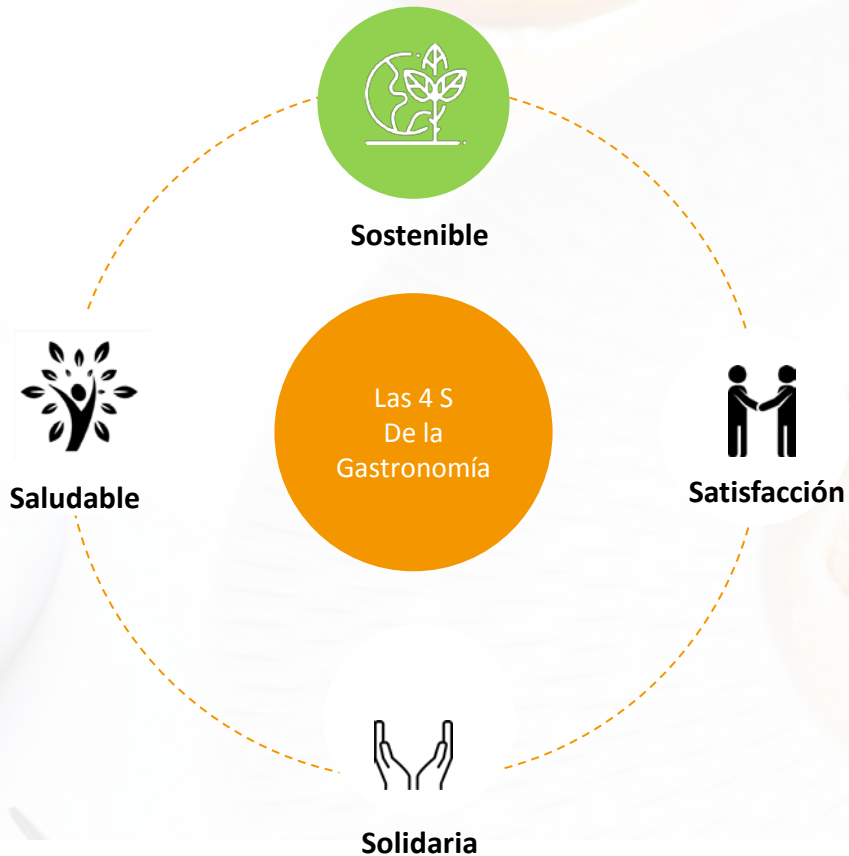 Sostenible
Las 4 S
De la
Gastronomía
Saludable
Satisfacción
Solidaria